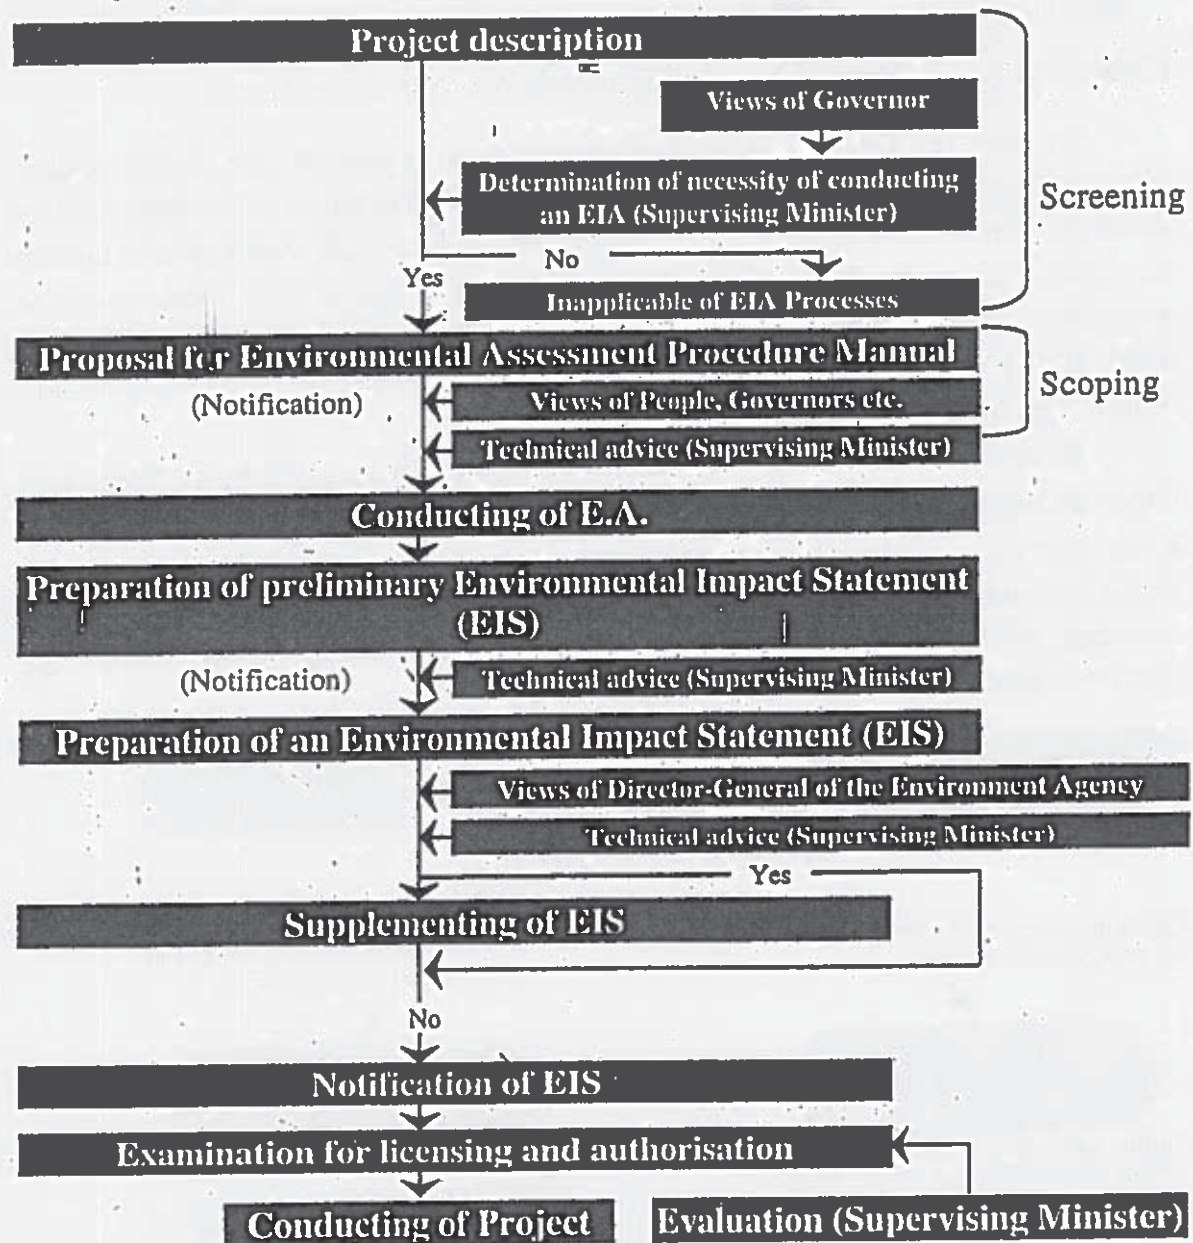 Project description
Views of Governor
Determination of necessity of conducting
an EIA (Supervising Minister)
Screening
No
Yes
Inapplicable of EIA Processes
Proposal for Environmental Assessment Procedure Manual
(Notification)
Views of People, Governors etc.
Scoping
Technical advice (Supervising Minister)
Conducting of E.A.
Preparation of preliminary Environmental Impact Statement
(EIS)
(Notification)
Technical advice (Supervising Minister)
Preparation of an Environmental Impact Statement (EIS)
Views of Director-General of the Environment Agency
Technical advice (Supervising Minister)
Yes
Supplementing of EIS
No
Notification of EIS
Examination for licensing and authorisation
Conducting of Project
Evaluation (Supervising Minister)